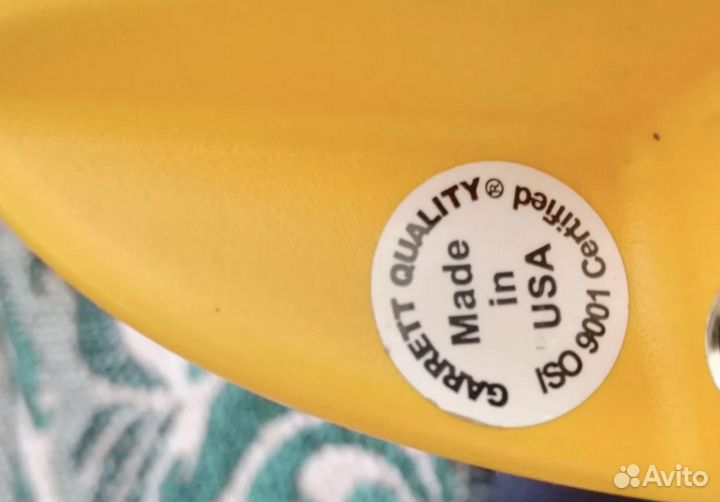 GARRETT QUALITY®
Made
in
USA
ISO 9001 Certified
Avito